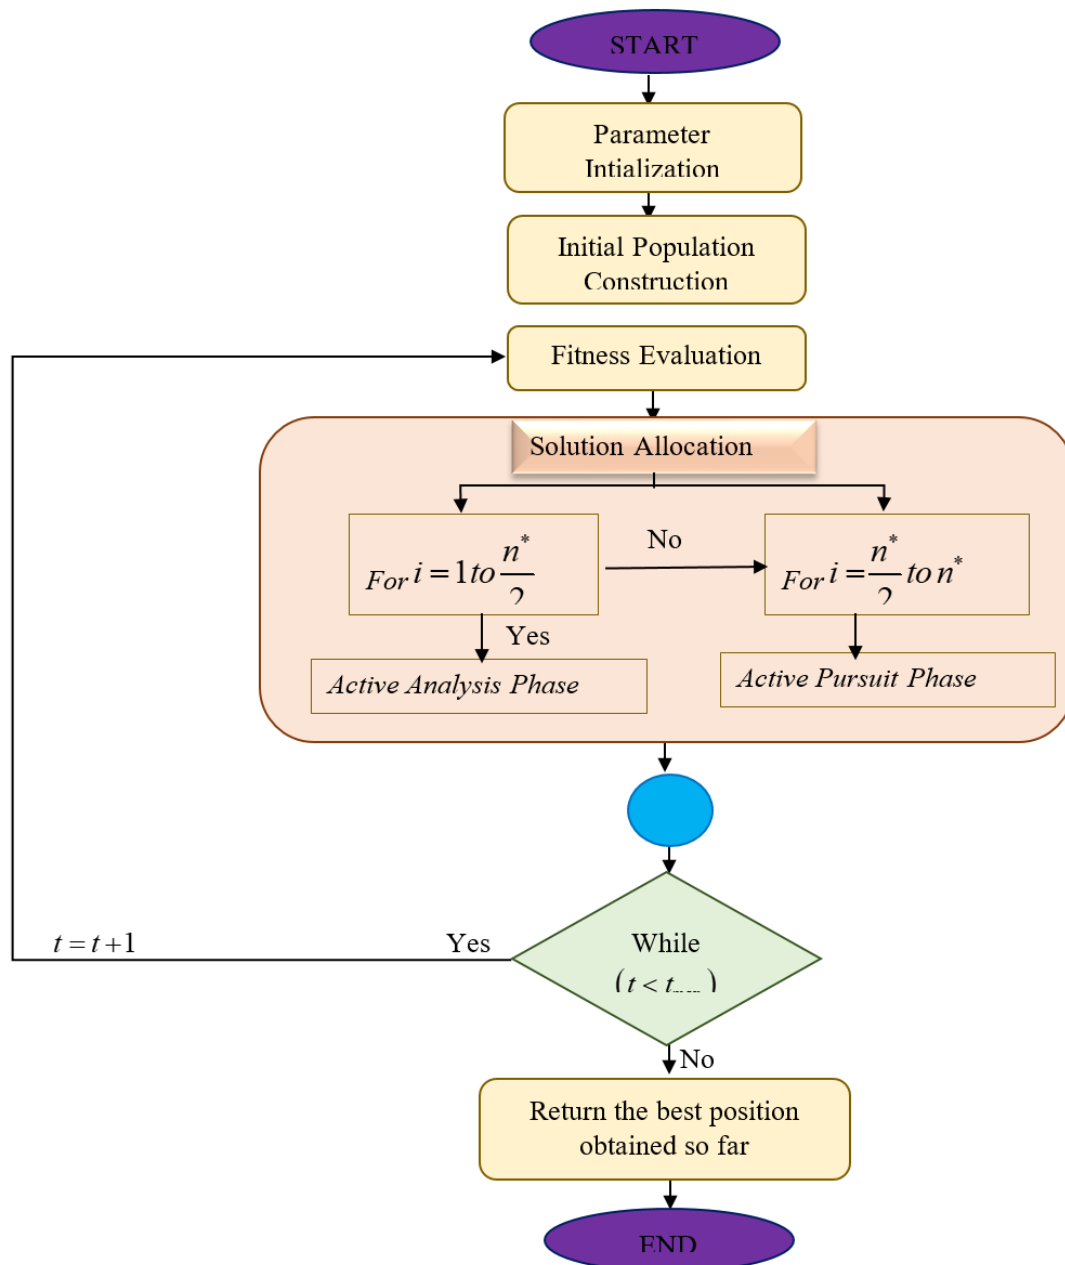 START
Parameter
Intialization
Initial Population
Construction
Fitness Evaluation
Solution Allocation
For i = 1 to n*/2
No
For i = n*/2 to n*
Yes
Active Analysis Phase
Active Pursuit Phase
t = t +1
Yes
While
(t < t
No
Return the best position
obtained so far
END